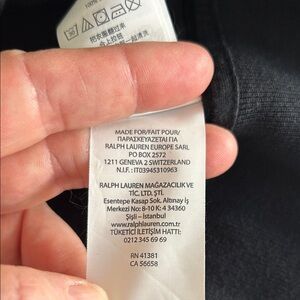 MADE FOR/FAIT POUR/
ΠΑΡΑΣΚΕΥΑΖΕΤΑΙ ΓΙΑ
RALPH LAUREN EUROPE SARL
PO BOX 2572
1211 GENEVA 2 SWITZERLAND
N.I.F.: IT03945310963
RALPH LAUREN MAĞAZACILIK VE
TİC. LTD. ŞTİ.
Esentepe Kasap Sok. Altınay İş
Merkezi No: 8-10 K: 4 34360
Şişli - İstanbul
www.ralphlauren.com.tr
TÜKETİCİ İLETİŞİM HATTI:
0212 345 69 69
RN 41381
CA 56658